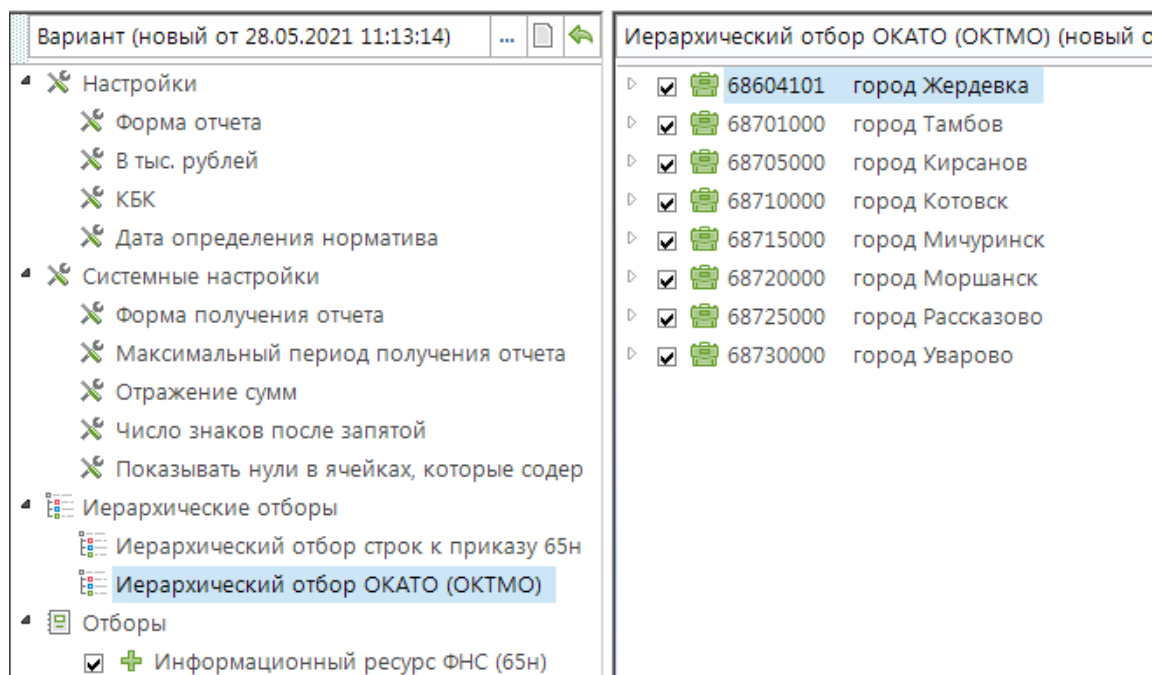 Вариант (новый от 28.05.2021 11:13:14) ...
Настройки
Форма отчета
В тыс. рублей
КБК
Дата определения норматива
Системные настройки
Форма получения отчета
Максимальный период получения отчета
Отражение сумм
Число знаков после запятой
Показывать нули в ячейках, которые содер
Иерархические отборы
Иерархический отбор строк к приказу 65н
Иерархический отбор ОКАТО (ОКТМО)
Отборы
Информационный ресурс ФНС (65н)
Иерархический отбор ОКАТО (ОКТМО) (новый о
68604101 город Жердевка
68701000 город Тамбов
68705000 город Кирсанов
68710000 город Котовск
68715000 город Мичуринск
68720000 город Моршанск
68725000 город Рассказово
68730000 город Уварово